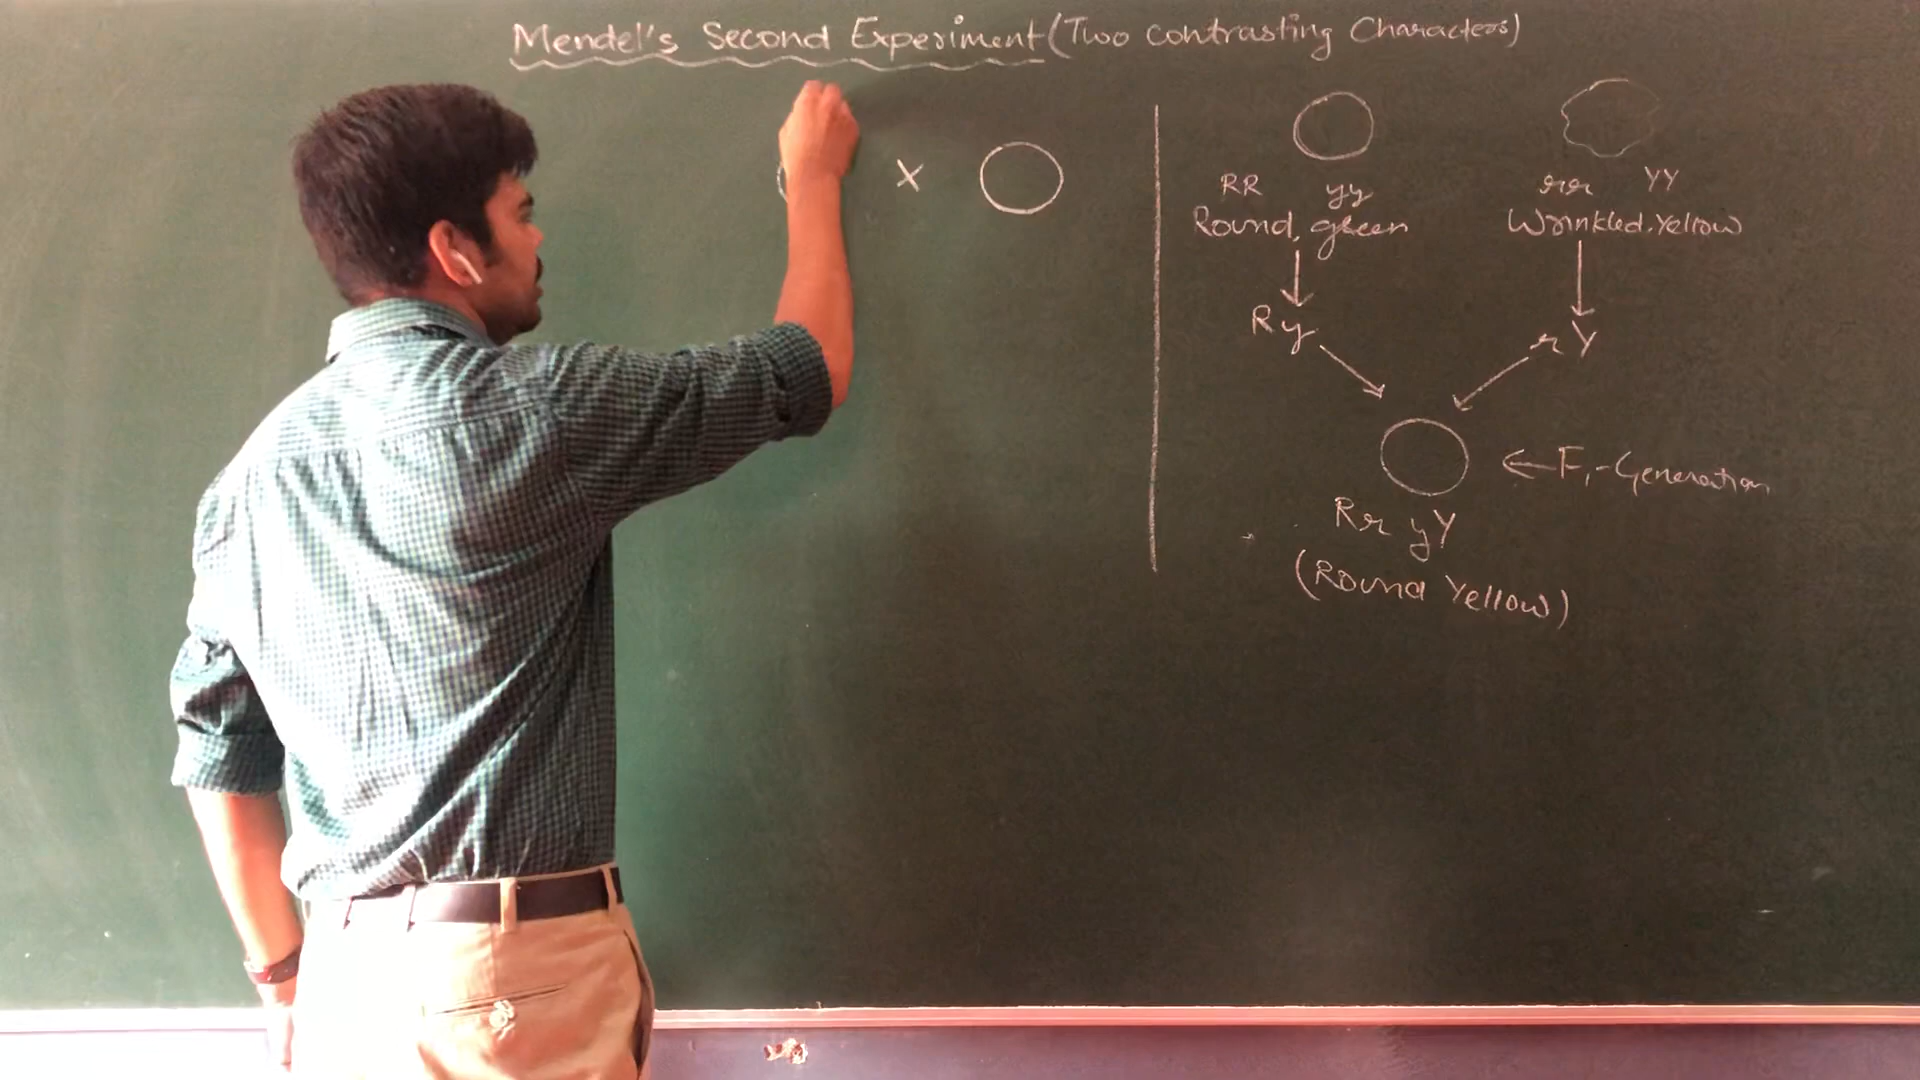 Mendel's Second Experiment (Two contrasting Characters)
X
RR yy
Round, green
rr YY
Wrinkled.Yellow
Ry
rY
← F1-Generation
Rr yY
(Round Yellow)